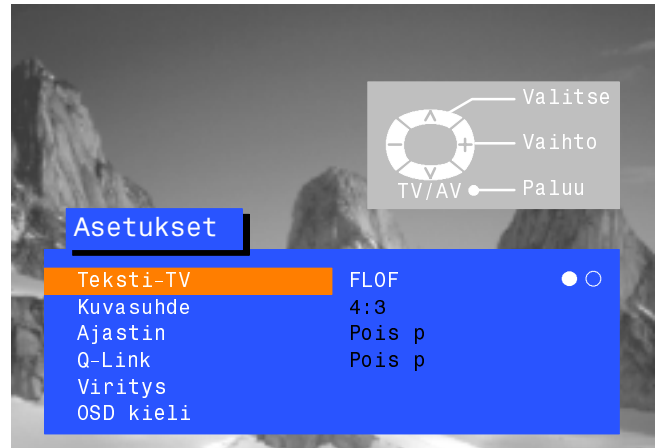 Valitse
Vaihto
TV/AV Paluu
Asetukset
Teksti-TV FLOF
Kuvasuhde 4:3
Ajastin Pois p
Q-Link Pois p
Viritys
OSD kieli